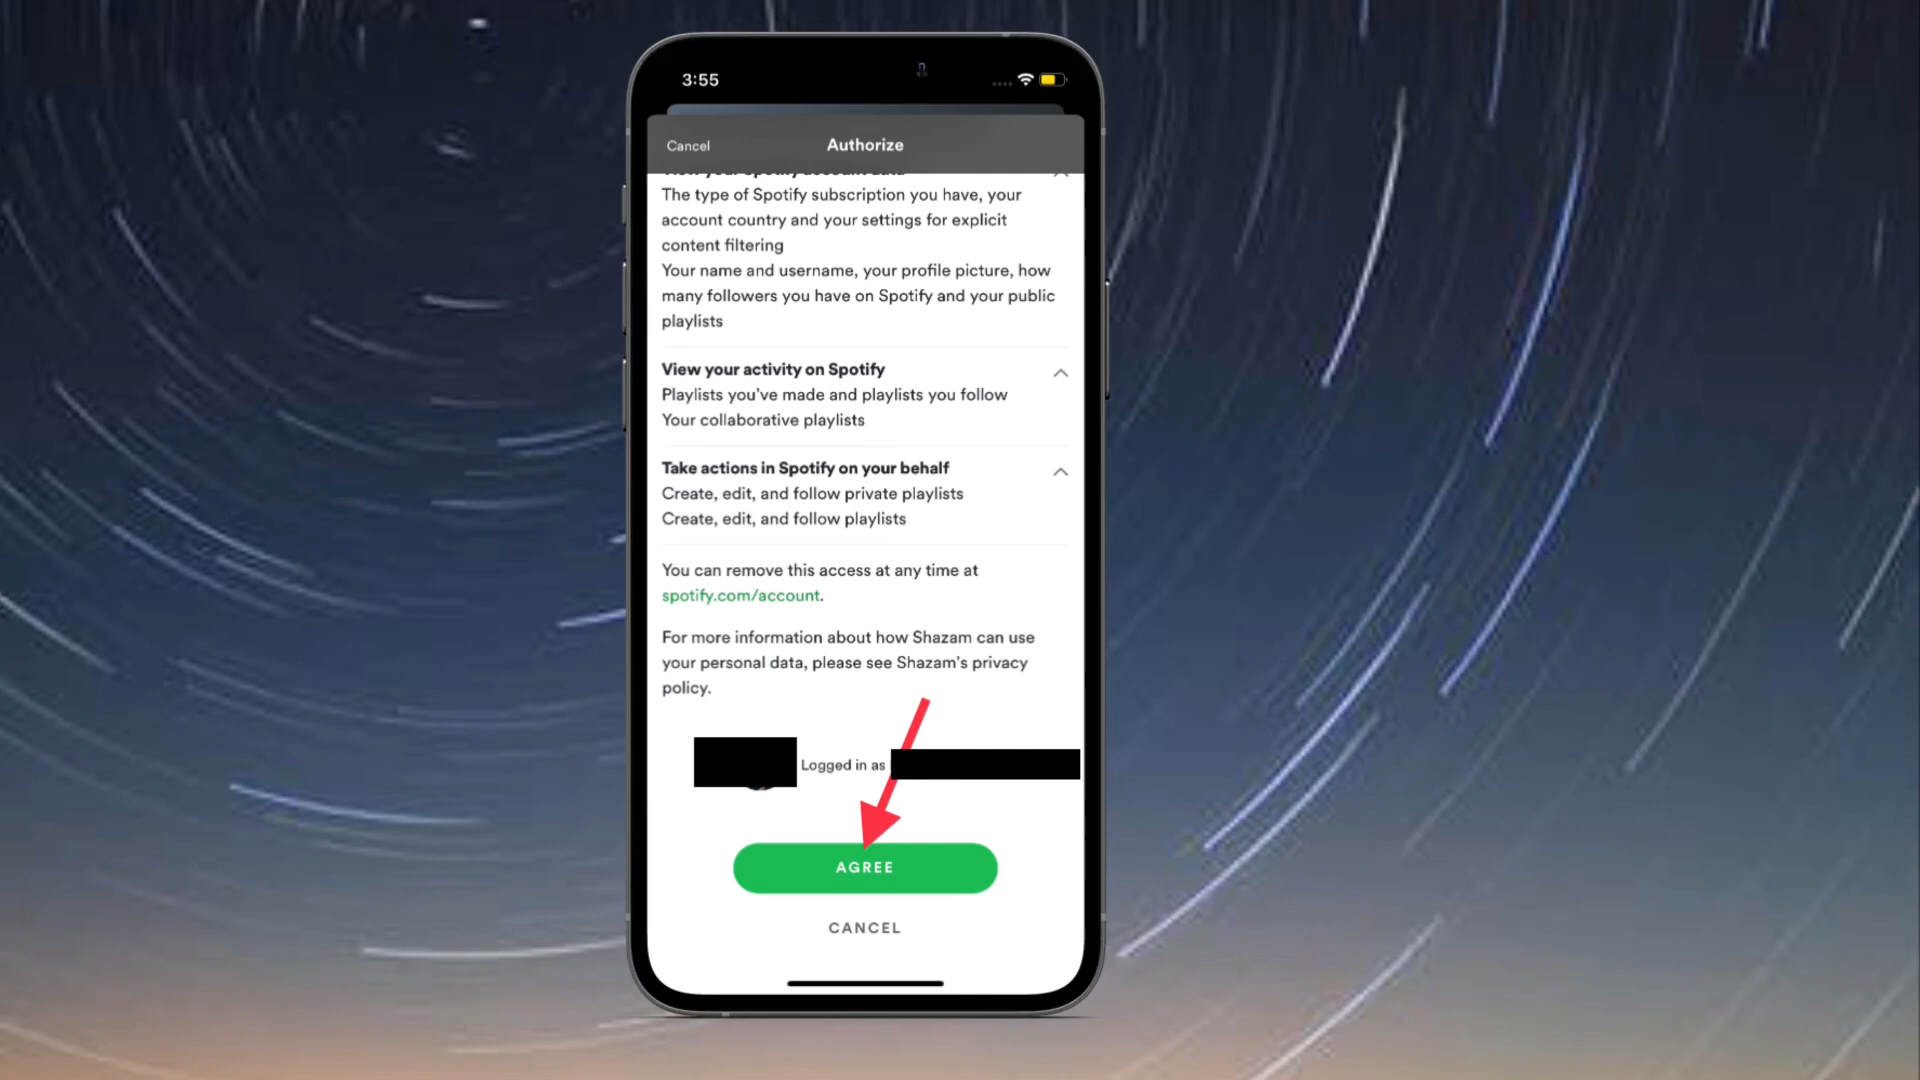 3:55
Cancel
Authorize
The type of Spotify subscription you have, your
account country and your settings for explicit
content filtering
Your name and username, your profile picture, how
many followers you have on Spotify and your public
playlists
View your activity on Spotify
Playlists you've made and playlists you follow
Your collaborative playlists
Take actions in Spotify on your behalf
Create, edit, and follow private playlists
Create, edit, and follow playlists
You can remove this access at any time at
spotify.com/account.
For more information about how Shazam can use
your personal data, please see Shazam's privacy
policy.
Logged in as
AGREE
CANCEL